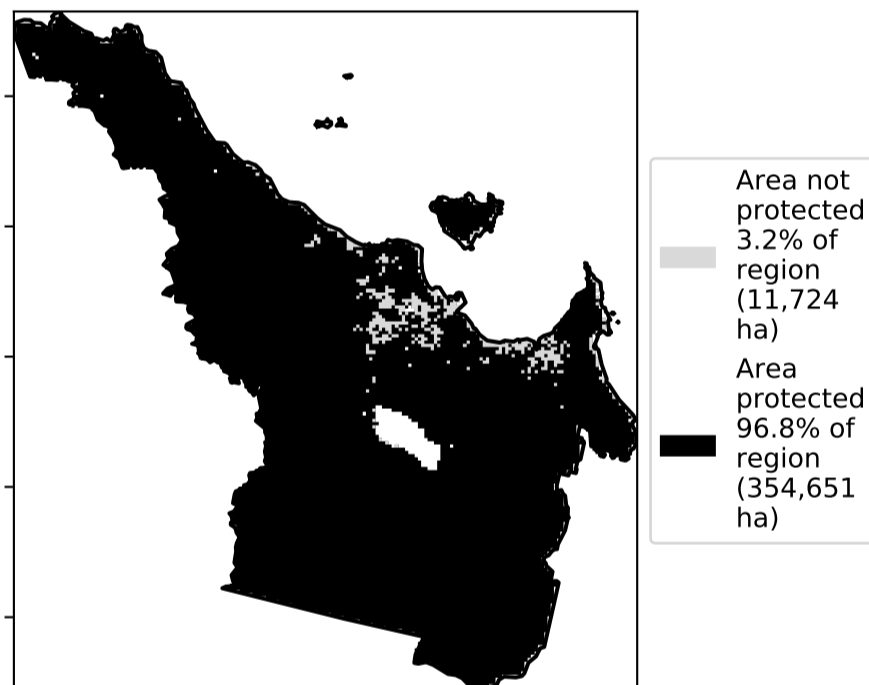 Area not
protected
3.2% of
region
(11,724
ha)
Area
protected
96.8% of
region
(354,651
ha)